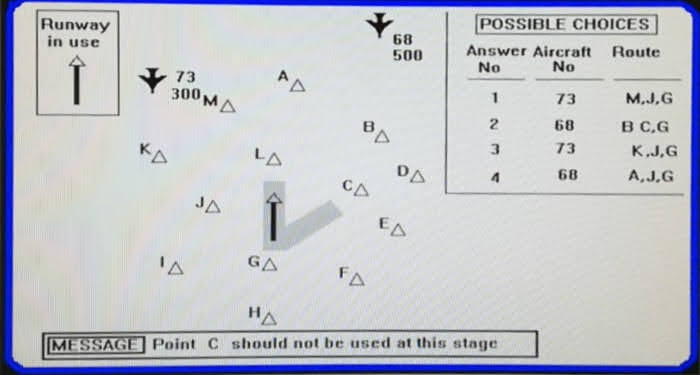 Runway
in use
68
500
73
300
M
A
B
K
L
D
C
J
E
I
G
F
H
POSSIBLE CHOICES
Answer Aircraft Route
No No
1 73 M,J,G
2 68 B C,G
3 73 K,J,G
4 68 A,J,G
MESSAGE Point C should not be used at this stage